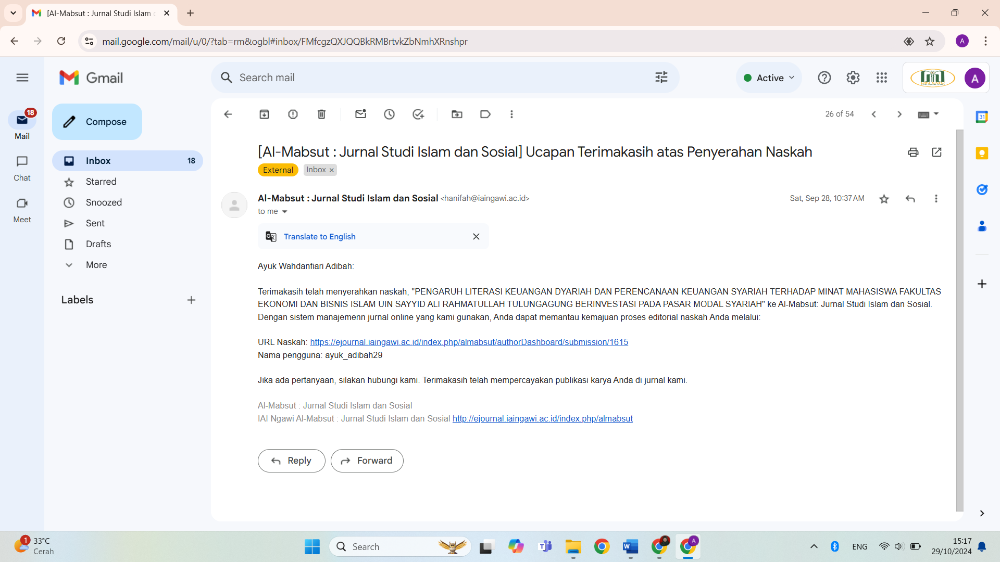 [Al-Mabsut : Jurnal Studi Islam
mail.google.com/mail/u/0/?tab=rm&ogbl#inbox/FMfcgzQXJQQBkRMBrtvkZbNmhXRnshpr
A
Gmail
Search mail
Active
A
18
Mail
Chat
Meet
Compose
Inbox 18
Starred
Snoozed
Sent
Drafts
More
Labels
26 of 54
31
[Al-Mabsut : Jurnal Studi Islam dan Sosial] Ucapan Terimakasih atas Penyerahan Naskah
External Inbox ×
Al-Mabsut : Jurnal Studi Islam dan Sosial <hanifah@iaingawi.ac.id>
Sat, Sep 28, 10:37 AM
to me
Translate to English
Ayuk Wahdanfiari Adibah:
Terimakasih telah menyerahkan naskah, "PENGARUH LITERASI KEUANGAN DYARIAH DAN PERENCANAAN KEUANGAN SYARIAH TERHADAP MINAT MAHASISWA FAKULTAS
EKONOMI DAN BISNIS ISLAM UIN SAYYID ALI RAHMATULLAH TULUNGAGUNG BERINVESTASI PADA PASAR MODAL SYARIAH" ke Al-Mabsut: Jurnal Studi Islam dan Sosial.
Dengan sistem manajemenn jurnal online yang kami gunakan, Anda dapat memantau kemajuan proses editorial naskah Anda melalui:
URL Naskah: https://ejournal.iaingawi.ac.id/index.php/almabsut/authorDashboard/submission/1615
Nama pengguna: ayuk_adibah29
Jika ada pertanyaan, silakan hubungi kami. Terimakasih telah mempercayakan publikasi karya Anda di jurnal kami.
Al-Mabsut : Jurnal Studi Islam dan Sosial
IAI Ngawi Al-Mabsut : Jurnal Studi Islam dan Sosial http://ejournal.iaingawi.ac.id/index.php/almabsut
Reply
Forward
1
33°C
Cerah
Search
A
ENG
15:17
29/10/2024